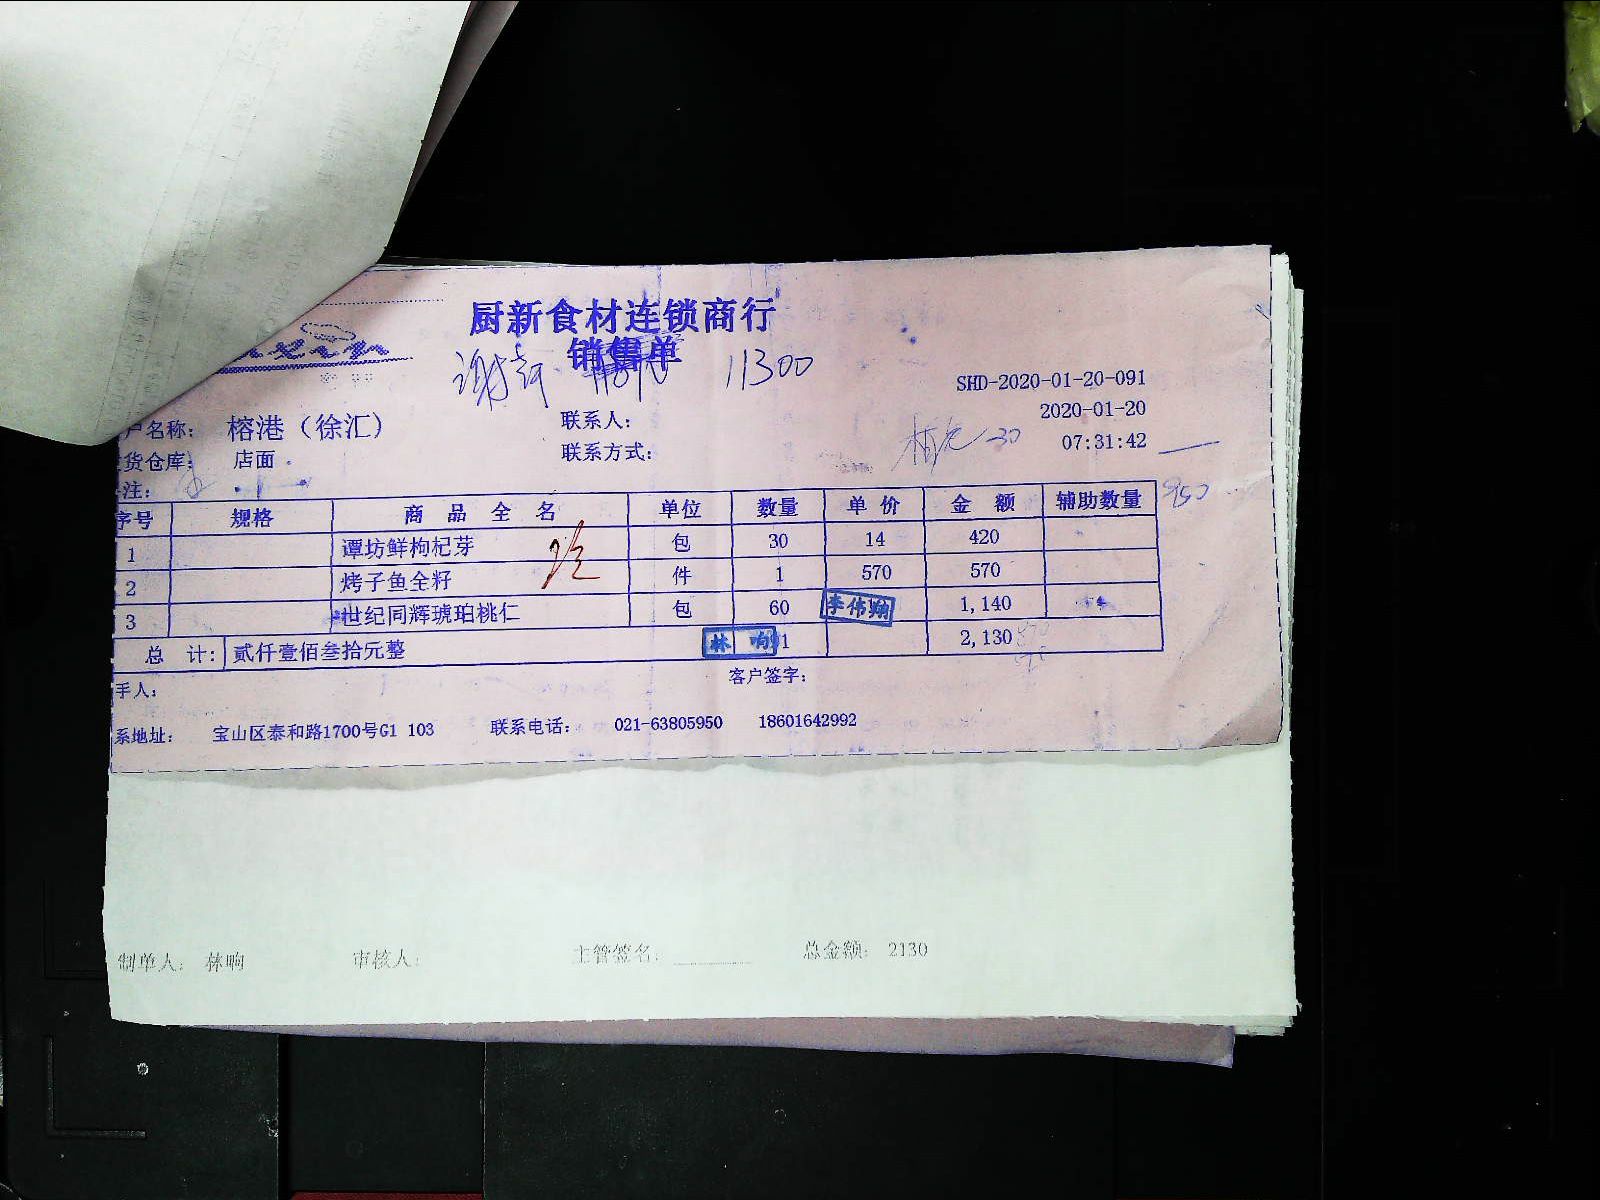 厨新食材连锁商行
销售单
11300
SHD-2020-01-20-091
户名称: 榕港（徐汇） 联系人: 2020-01-20
货仓库: 店面 联系方式: 07:31:42
注:
序号 规格 商品全名 单位 数量 单价 金额 辅助数量
1 谭坊鲜枸杞芽 包 30 14 420
2 烤子鱼全籽 件 1 570 570
3 世纪同辉琥珀桃仁 包 60 李伟翔 1,140
总计: 贰仟壹佰叁拾元整 林响 1 2,130
手人: 客户签字:
系地址: 宝山区泰和路1700号G1 103 联系电话: 021-63805950 18601642992
制单人: 林响 审核人: 主管签名: 总金额: 2130